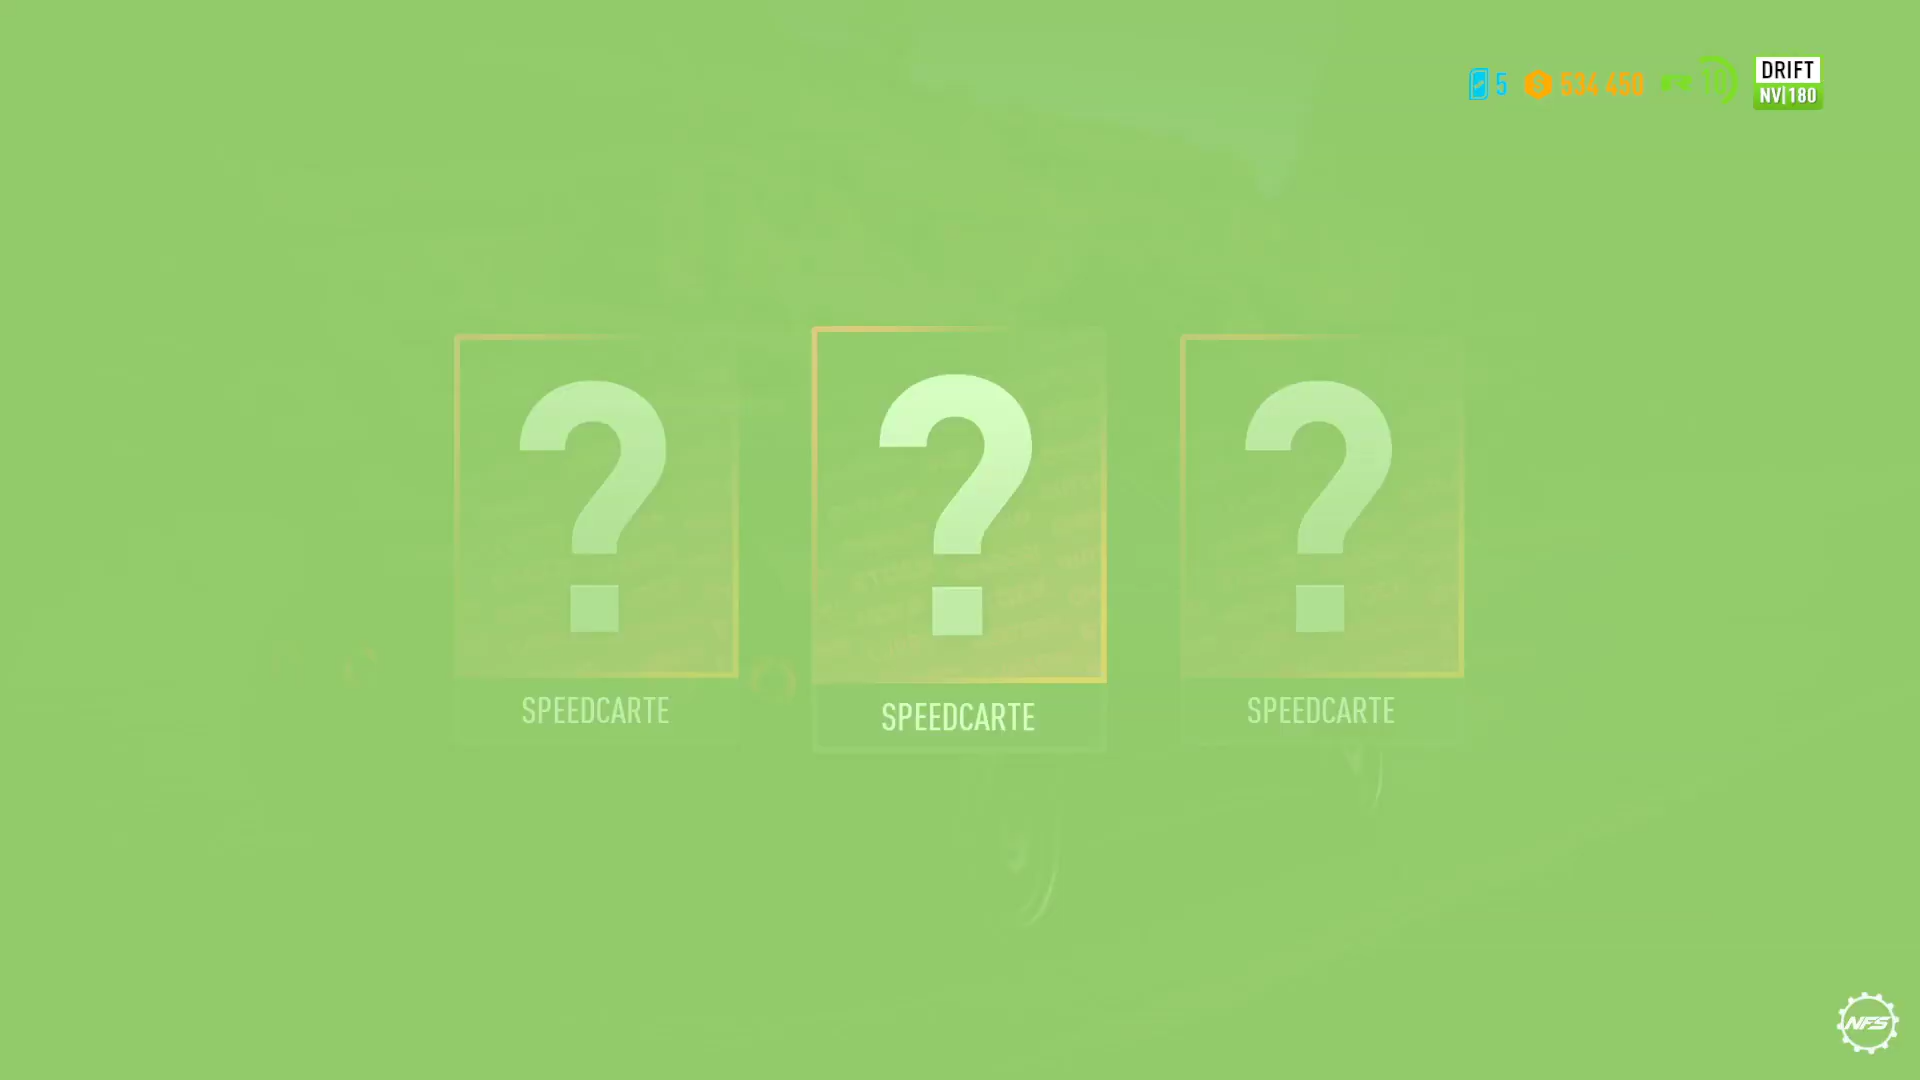 5 534 450 10 DRIFT
NV|180
? ? ?
SPEEDCARTE SPEEDCARTE SPEEDCARTE
NFS